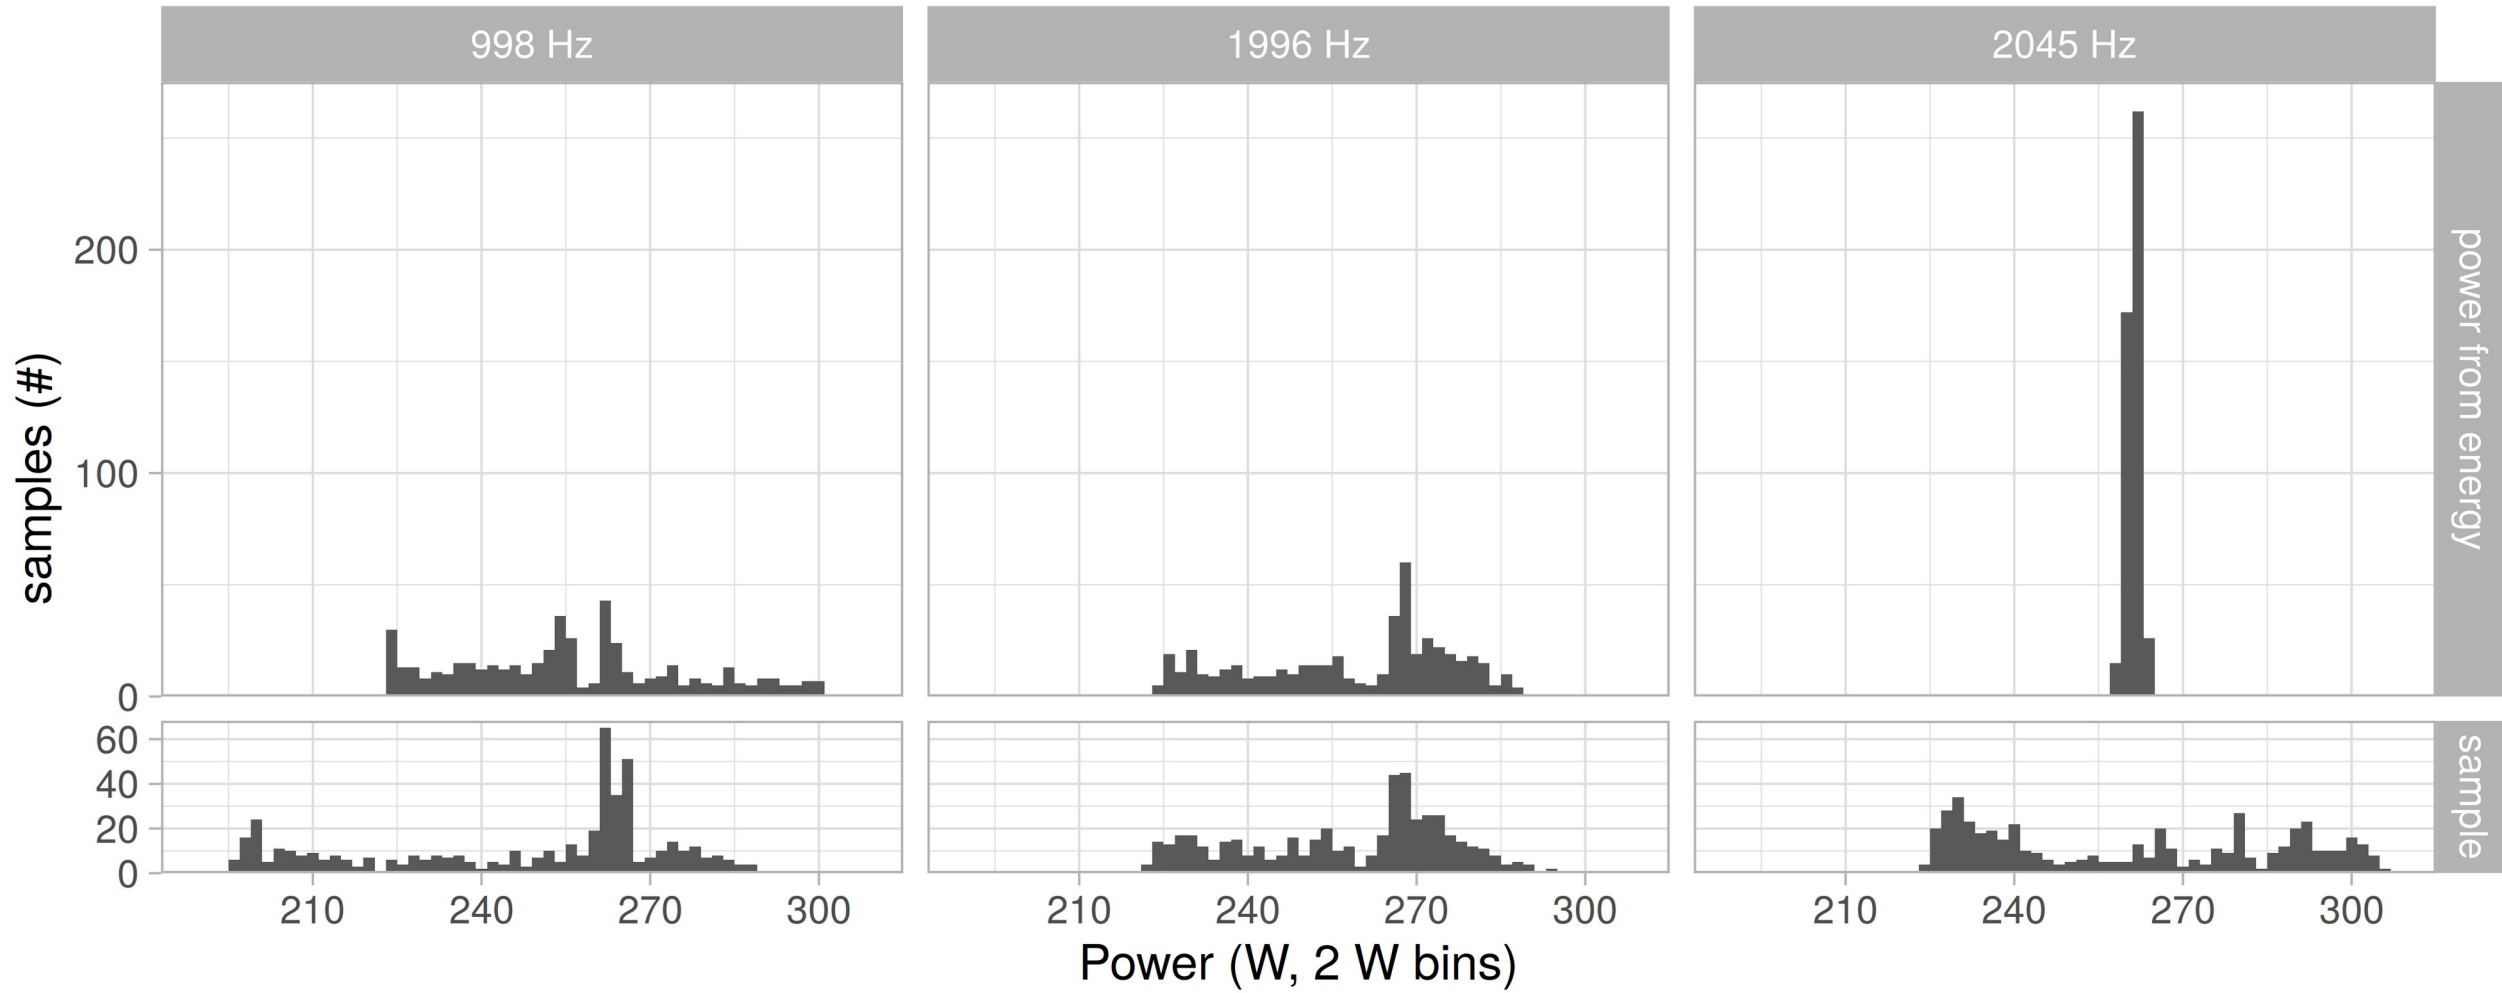 998 Hz
1996 Hz
2045 Hz
samples (#)
200
100
0
power from energy
60
40
20
0
sample
210 240 270 300
210 240 270 300
210 240 270 300
Power (W, 2 W bins)